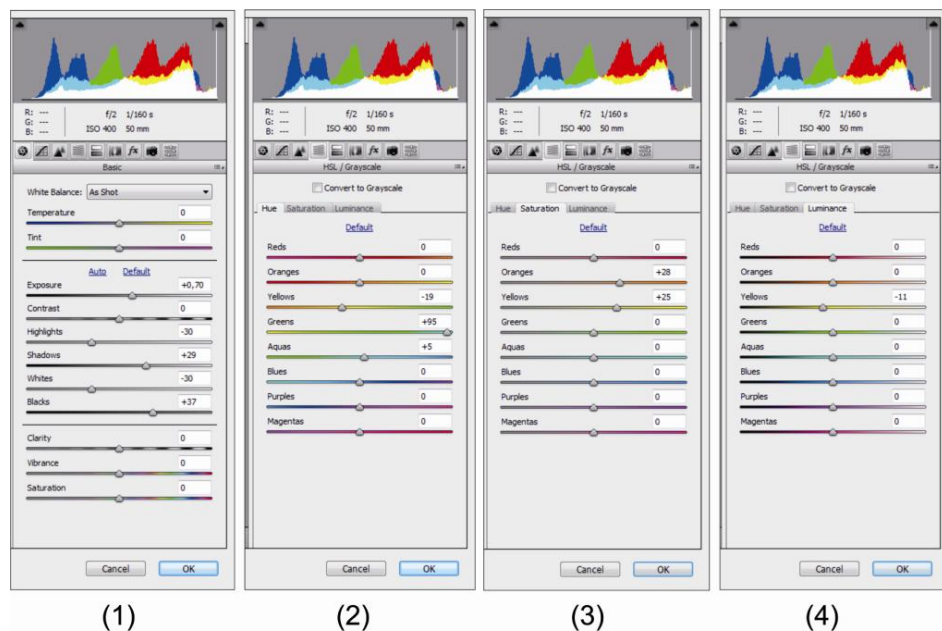 R: ---
G: ---
B: ---
f/2 1/160 s
ISO 400 50 mm
fx
Basic
White Balance: As Shot
Temperature 0
Tint 0
Auto Default
Exposure +0,70
Contrast 0
Highlights -30
Shadows +29
Whites -30
Blacks +37
Clarity 0
Vibrance 0
Saturation 0
Cancel OK
(1)
R: ---
G: ---
B: ---
f/2 1/160 s
ISO 400 50 mm
fx
HSL / Grayscale
Convert to Grayscale
Hue Saturation Luminance
Default
Reds 0
Oranges 0
Yellows -19
Greens +95
Aquas +5
Blues 0
Purples 0
Magentas 0
Cancel OK
(2)
R: ---
G: ---
B: ---
f/2 1/160 s
ISO 400 50 mm
fx
HSL / Grayscale
Convert to Grayscale
Hue Saturation Luminance
Default
Reds 0
Oranges +28
Yellows +25
Greens 0
Aquas 0
Blues 0
Purples 0
Magentas 0
Cancel OK
(3)
R: ---
G: ---
B: ---
f/2 1/160 s
ISO 400 50 mm
fx
HSL / Grayscale
Convert to Grayscale
Hue Saturation Luminance
Default
Reds 0
Oranges 0
Yellows -11
Greens 0
Aquas 0
Blues 0
Purples 0
Magentas 0
Cancel OK
(4)